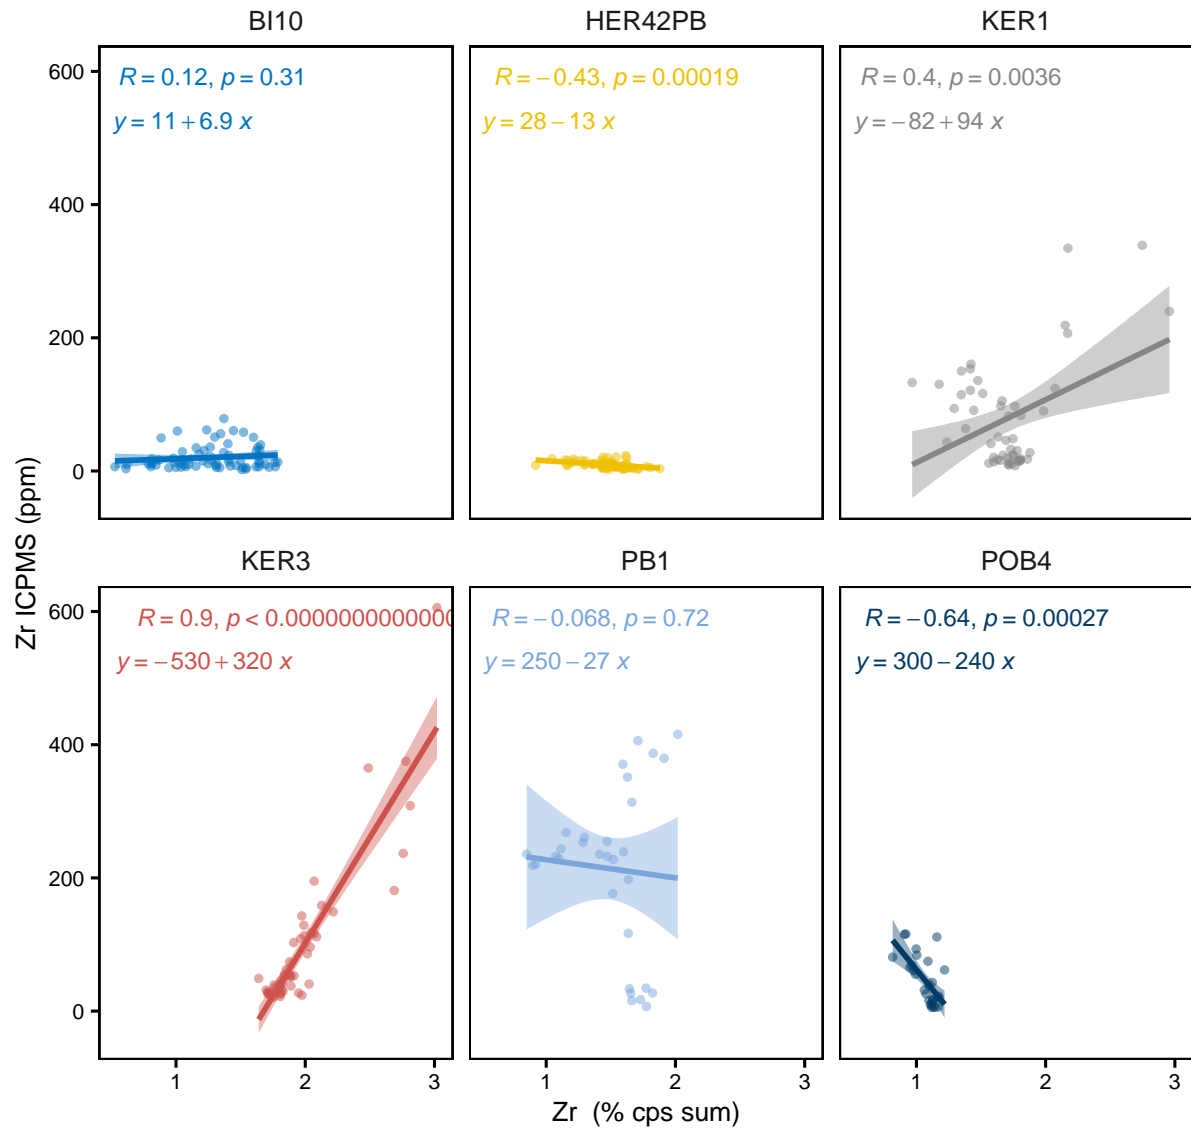 BI10
HER42PB
KER1
R = 0.12, p = 0.31
y = 11 + 6.9 x
R = −0.43, p = 0.00019
y = 28 − 13 x
R = 0.4, p = 0.0036
y = −82 + 94 x
600
400
200
0
Zr ICPMS (ppm)
KER3
PB1
POB4
R = 0.9, p < 0.0000000000000
y = −530 + 320 x
R = −0.068, p = 0.72
y = 250 − 27 x
R = −0.64, p = 0.00027
y = 300 − 240 x
600
400
200
0
1 2 3
1 2 3
1 2 3
Zr (% cps sum)